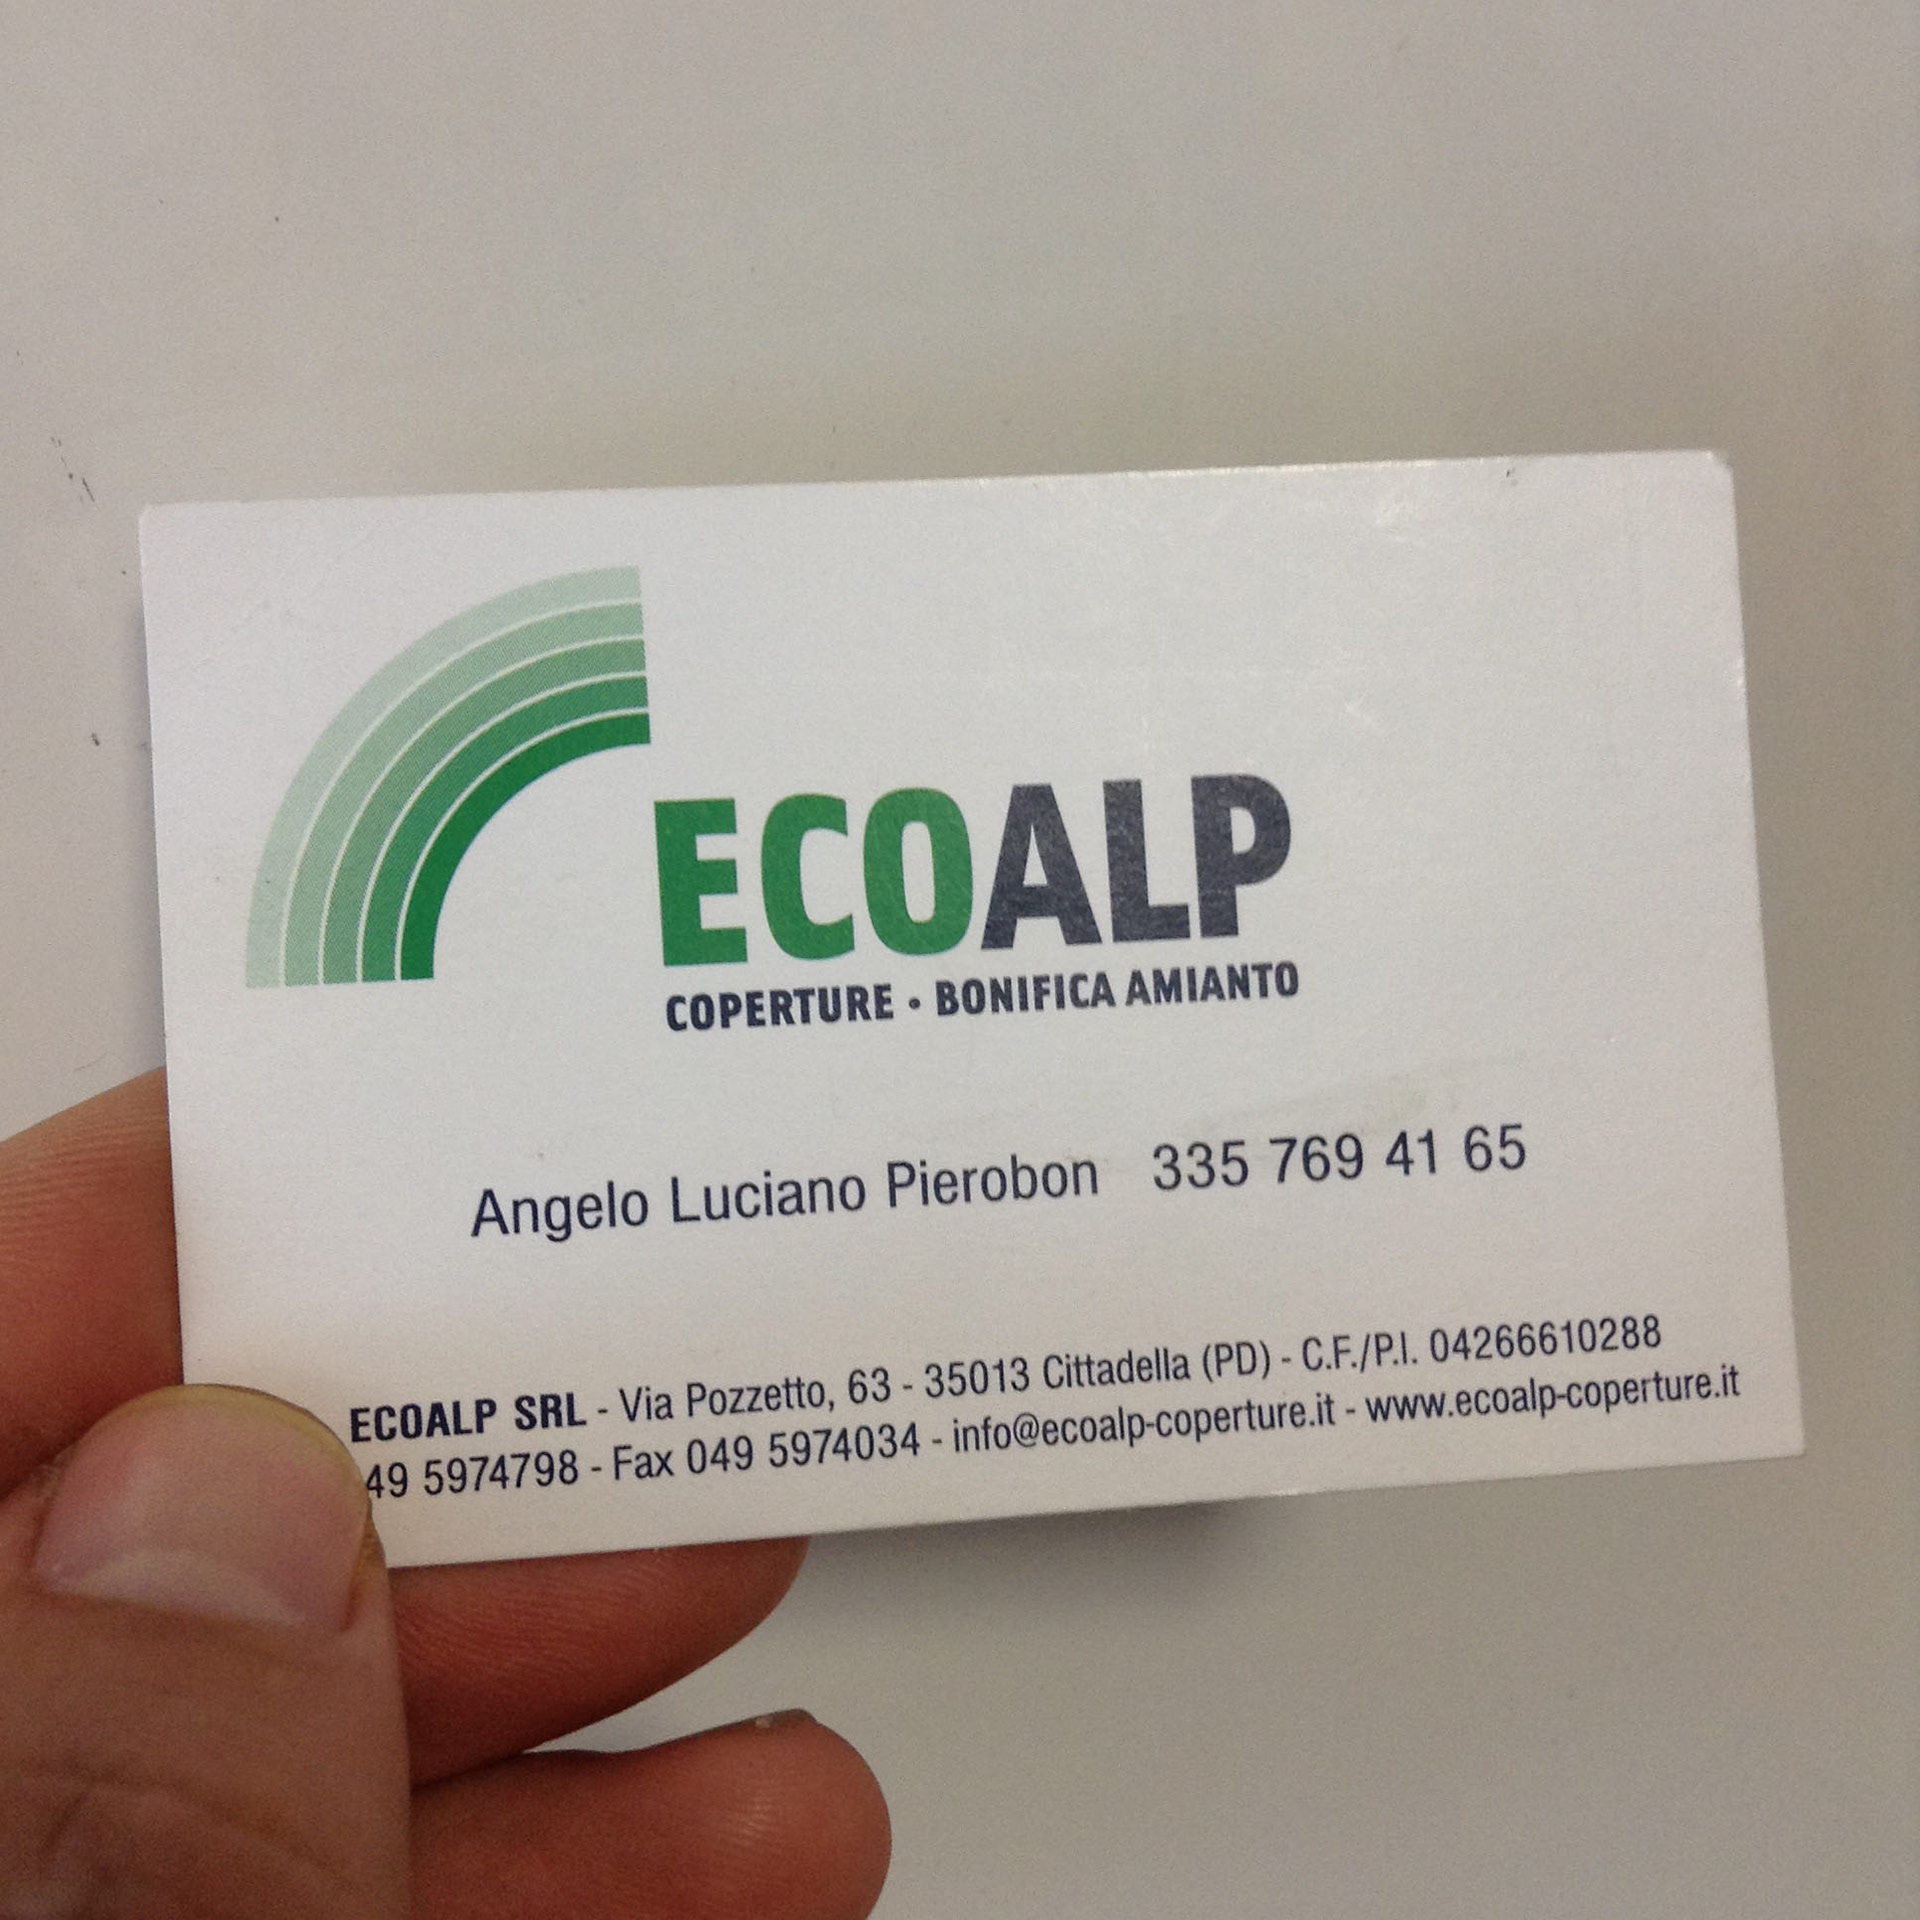 ECOALP
COPERTURE • BONIFICA AMIANTO
Angelo Luciano Pierobon 335 769 41 65
ECOALP SRL - Via Pozzetto, 63 - 35013 Cittadella (PD) - C.F./P.I. 04266610288
49 5974798 - Fax 049 5974034 - info@ecoalp-coperture.it - www.ecoalp-coperture.it